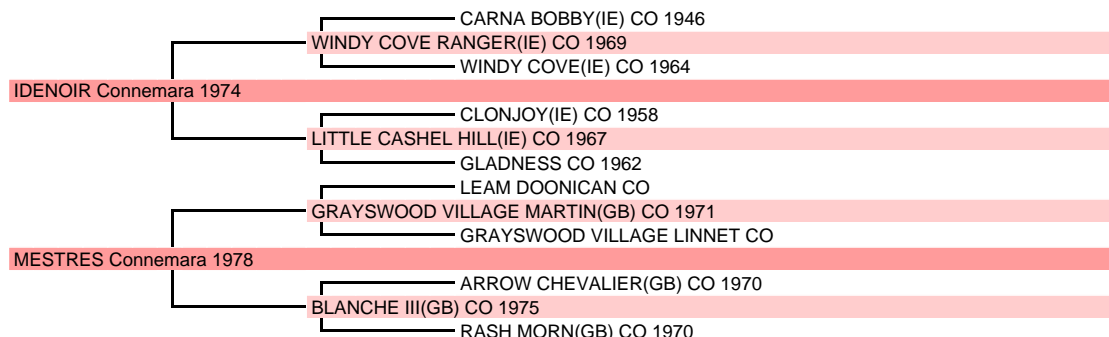 CARNA BOBBY(IE) CO 1946
WINDY COVE RANGER(IE) CO 1969
WINDY COVE(IE) CO 1964
IDENOIR Connemara 1974
CLONJOY(IE) CO 1958
LITTLE CASHEL HILL(IE) CO 1967
GLADNESS CO 1962
LEAM DOONICAN CO
GRAYSWOOD VILLAGE MARTIN(GB) CO 1971
GRAYSWOOD VILLAGE LINNET CO
MESTRES Connemara 1978
ARROW CHEVALIER(GB) CO 1970
BLANCHE III(GB) CO 1975
RASH MORN(GB) CO 1970